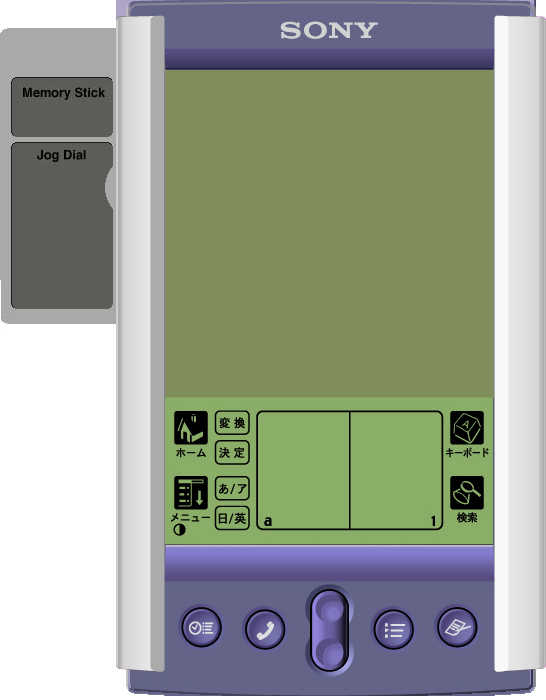 SONY
Memory Stick
Jog Dial
変換
ホーム
決定
キーボード
あ/ア
メニュー
日/英
a
1
検索